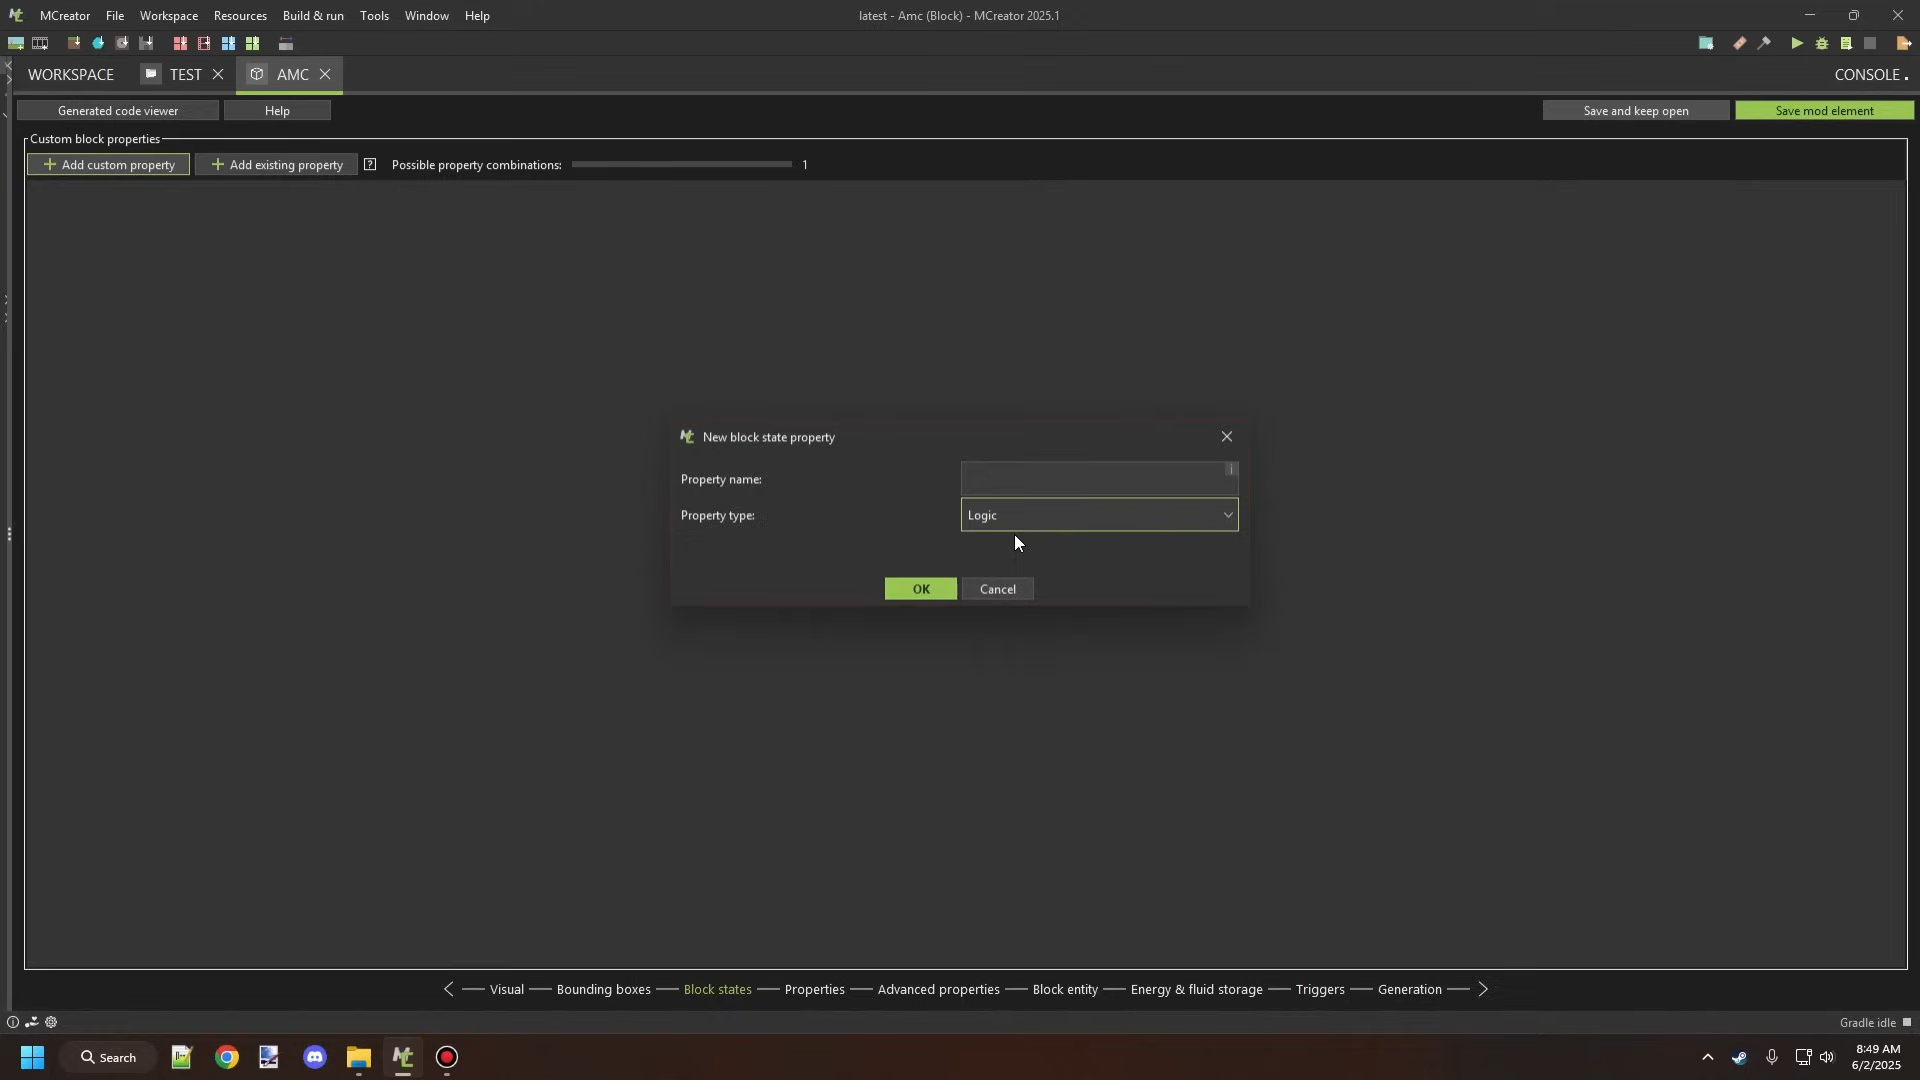 MCreator File Workspace Resources Build & run Tools Window Help
latest - Amc (Block) - MCreator 2025.1
WORKSPACE TEST AMC CONSOLE
Generated code viewer Help Save and keep open Save mod element
Custom block properties
Add custom property Add existing property ? Possible property combinations: 1
New block state property
Property name: i
Property type: Logic
OK Cancel
Visual Bounding boxes Block states Properties Advanced properties Block entity Energy & fluid storage Triggers Generation
Gradle idle
Search
8:49 AM
6/2/2025